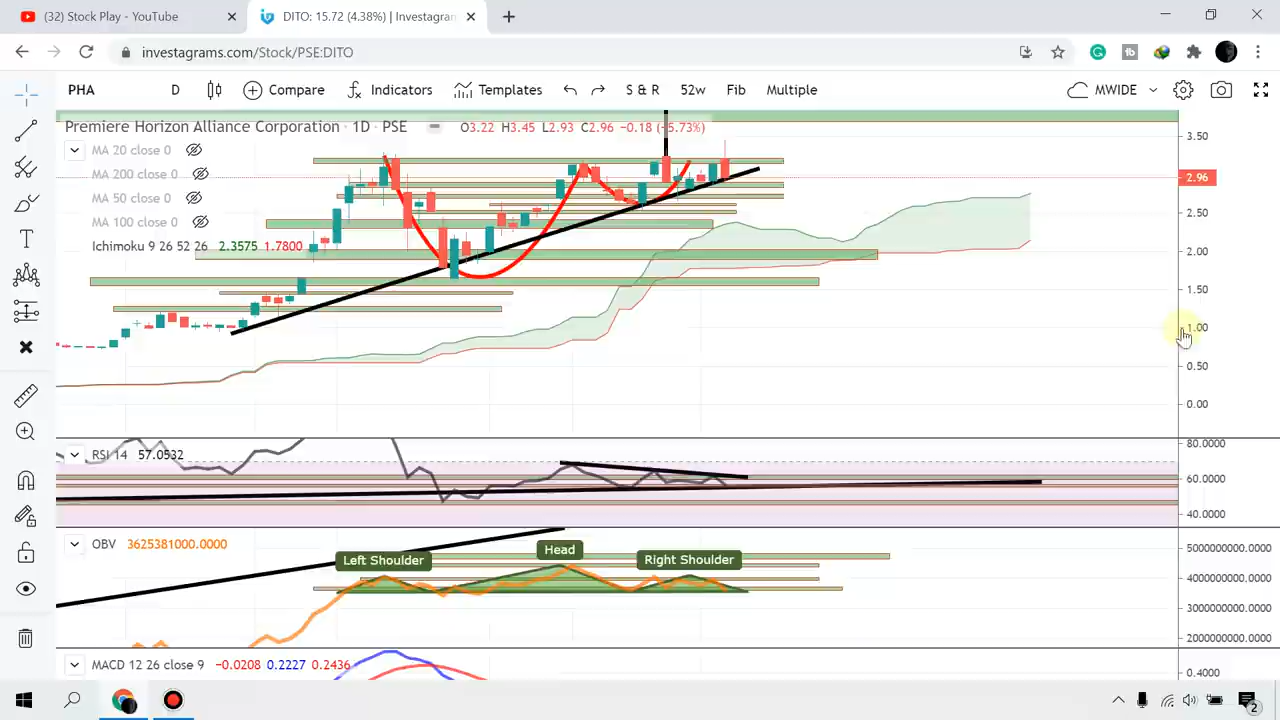 (32) Stock Play - YouTube
DITO: 15.72 (4.38%) | Investagram
investagrams.com/Stock/PSE:DITO
PHA D Compare Indicators Templates S & R 52w Fib Multiple MWIDE
Premiere Horizon Alliance Corporation · 1D · PSE O3.22 H3.45 L2.93 C2.96 −0.18 (−5.73%)
MA 20 close 0
MA 200 close 0
MA 50 close 0
MA 100 close 0
Ichimoku 9 26 52 26 2.3575 1.7800
3.50
2.96
2.50
2.00
1.50
1.00
0.50
0.00
RSI 14 57.0532
80.0000
60.0000
40.0000
OBV 3625381000.0000
Left Shoulder
Head
Right Shoulder
5000000000.0000
4000000000.0000
3000000000.0000
2000000000.0000
MACD 12 26 close 9 −0.0208 0.2227 0.2436
0.4000
2